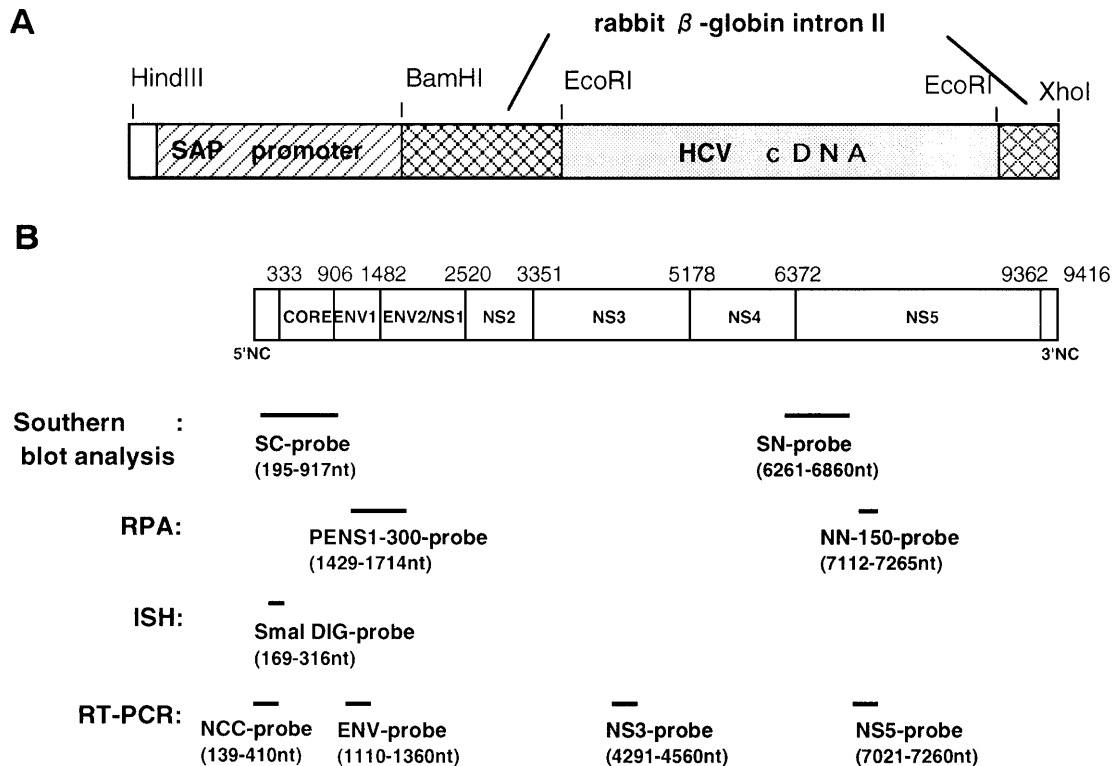 A
rabbit β-globin intron II
HindIII BamHI EcoRI EcoRI XhoI
SAP promoter HCV cDNA
B
333 906 1482 2520 3351 5178 6372 9362 9416
CORE ENV1 ENV2/NS1 NS2 NS3 NS4 NS5
5'NC 3'NC
Southern :
blot analysis
SC-probe SN-probe
(195-917nt) (6261-6860nt)
RPA:
PENS1-300-probe NN-150-probe
(1429-1714nt) (7112-7265nt)
ISH:
SmaI DIG-probe
(169-316nt)
RT-PCR:
NCC-probe ENV-probe NS3-probe NS5-probe
(139-410nt) (1110-1360nt) (4291-4560nt) (7021-7260nt)